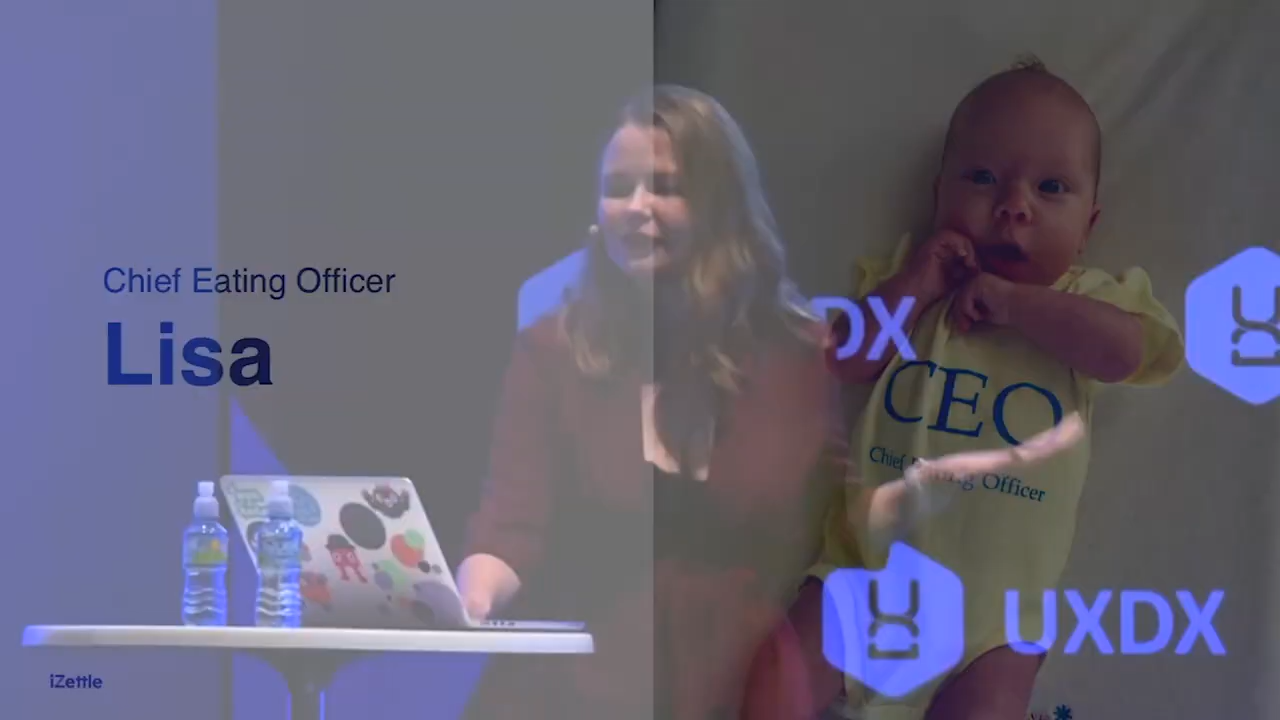 Chief Eating Officer
Lisa
DX
CEO
Chief Eating Officer
UXDX
iZettle